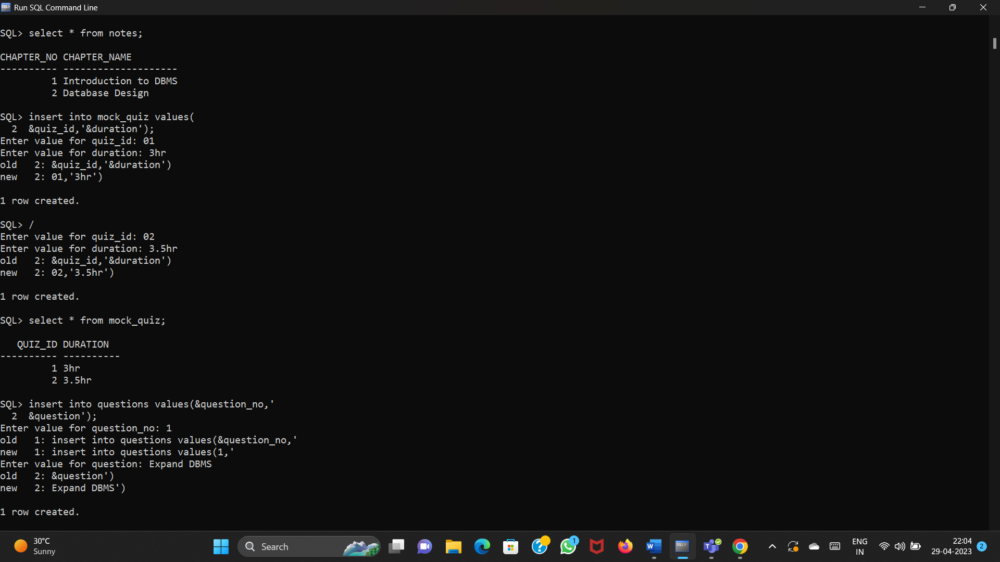 Run SQL Command Line
SQL> select * from notes;
CHAPTER_NO CHAPTER_NAME
---------- --------------------
         1 Introduction to DBMS
         2 Database Design
SQL> insert into mock_quiz values(
  2  &quiz_id,'&duration');
Enter value for quiz_id: 01
Enter value for duration: 3hr
old   2: &quiz_id,'&duration')
new   2: 01,'3hr')
1 row created.
SQL> /
Enter value for quiz_id: 02
Enter value for duration: 3.5hr
old   2: &quiz_id,'&duration')
new   2: 02,'3.5hr')
1 row created.
SQL> select * from mock_quiz;
   QUIZ_ID DURATION
---------- ----------
         1 3hr
         2 3.5hr
SQL> insert into questions values(&question_no,'
  2  &question');
Enter value for question_no: 1
old   1: insert into questions values(&question_no,'
new   1: insert into questions values(1,'
Enter value for question: Expand DBMS
old   2: &question')
new   2: Expand DBMS')
1 row created.
30°C
Sunny
Search
1
ENG
IN
22:04
29-04-2023
2